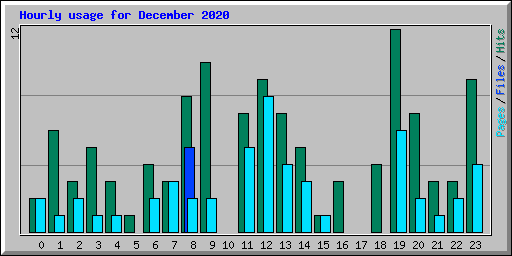 Hourly usage for December 2020
12
Pages/Files/Hits
0 1 2 3 4 5 6 7 8 9 10 11 12 13 14 15 16 17 18 19 20 21 22 23